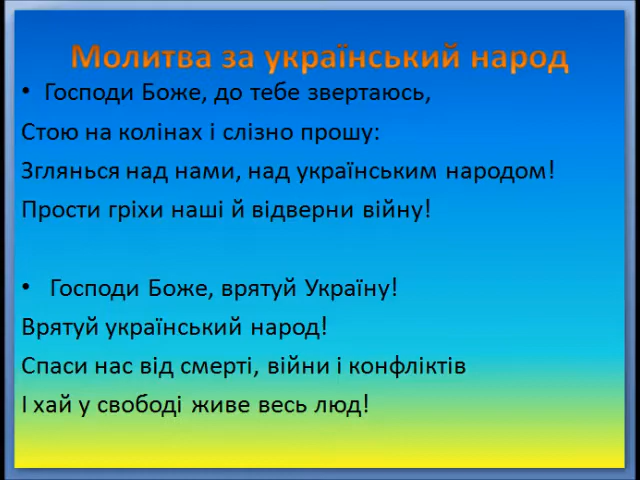 Молитва за український народ
• Господи Боже, до тебе звертаюсь,
Стою на колінах і слізно прошу:
Зглянься над нами, над українським народом!
Прости гріхи наші й відверни війну!
• Господи Боже, врятуй Україну!
Врятуй український народ!
Спаси нас від смерті, війни і конфліктів
І хай у свободі живе весь люд!